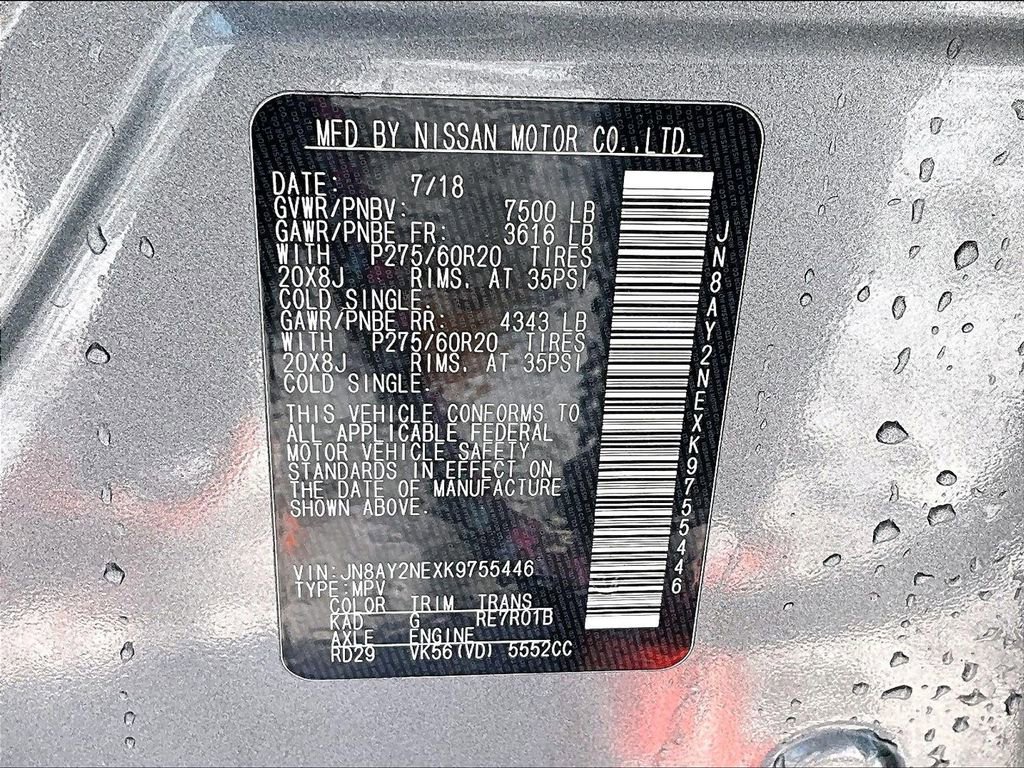 MFD BY NISSAN MOTOR CO.,LTD.
DATE: 7/18
GVWR/PNBV: 7500 LB
GAWR/PNBE FR: 3616 LB
WITH P275/60R20 TIRES
20X8J RIMS. AT 35PSI
COLD SINGLE.
GAWR/PNBE RR: 4343 LB
WITH P275/60R20 TIRES
20X8J RIMS. AT 35PSI
COLD SINGLE.
THIS VEHICLE CONFORMS TO
ALL APPLICABLE FEDERAL
MOTOR VEHICLE SAFETY
STANDARDS IN EFFECT ON
THE DATE OF MANUFACTURE
SHOWN ABOVE.
VIN:JN8AY2NEXK9755446
TYPE:MPV
COLOR TRIM TRANS
KAD G RE7R01B
AXLE ENGINE
RD29 VK56(VD) 5552CC
JN8AY2NEXK9755446